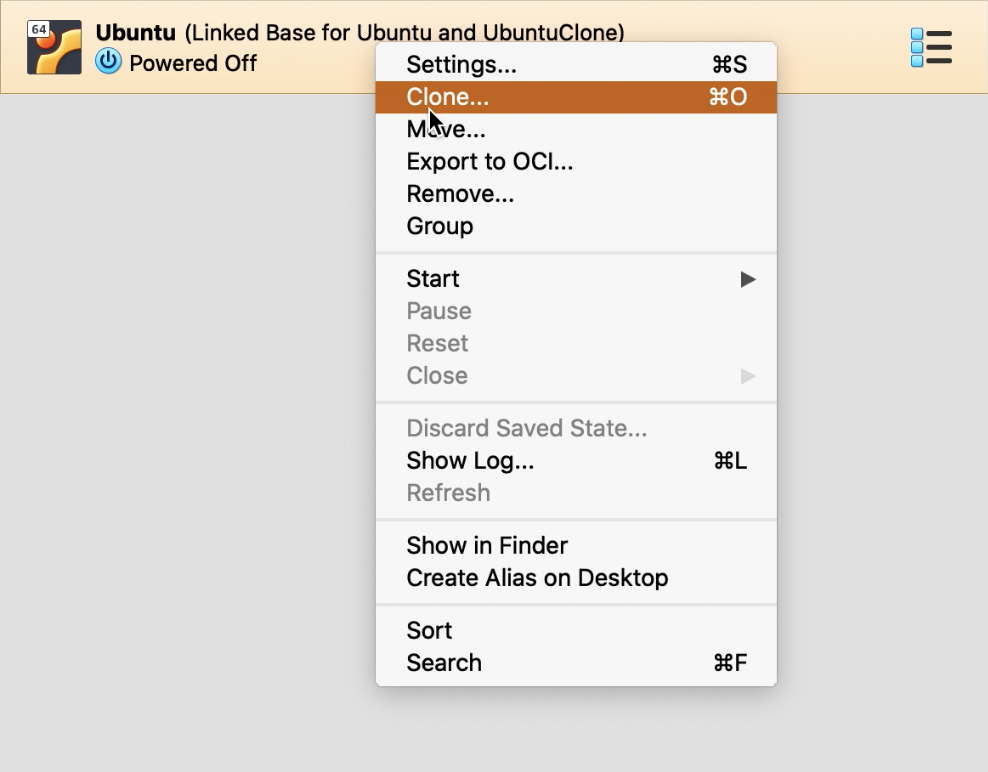 64
Ubuntu (Linked Base for Ubuntu and UbuntuClone)
Powered Off
Settings... ⌘S
Clone... ⌘O
Move...
Export to OCI...
Remove...
Group
Start
Pause
Reset
Close
Discard Saved State...
Show Log... ⌘L
Refresh
Show in Finder
Create Alias on Desktop
Sort
Search ⌘F